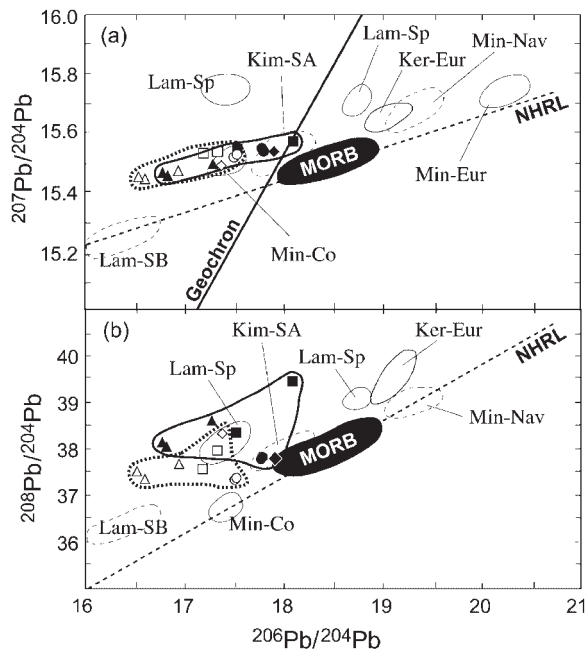 16.0
(a)
Kim-SA
Lam-Sp
Ker-Eur
Min-Nav
Lam-Sp
15.8
15.6
15.4
15.2
207Pb/204Pb
NHRL
MORB
Min-Eur
Geochron
Min-Co
Lam-SB
(b)
Kim-SA
Ker-Eur
Lam-Sp
Lam-Sp
NHRL
40
39
38
37
36
208Pb/204Pb
MORB
Min-Nav
Lam-SB
Min-Co
16 17 18 19 20 21
206Pb/204Pb